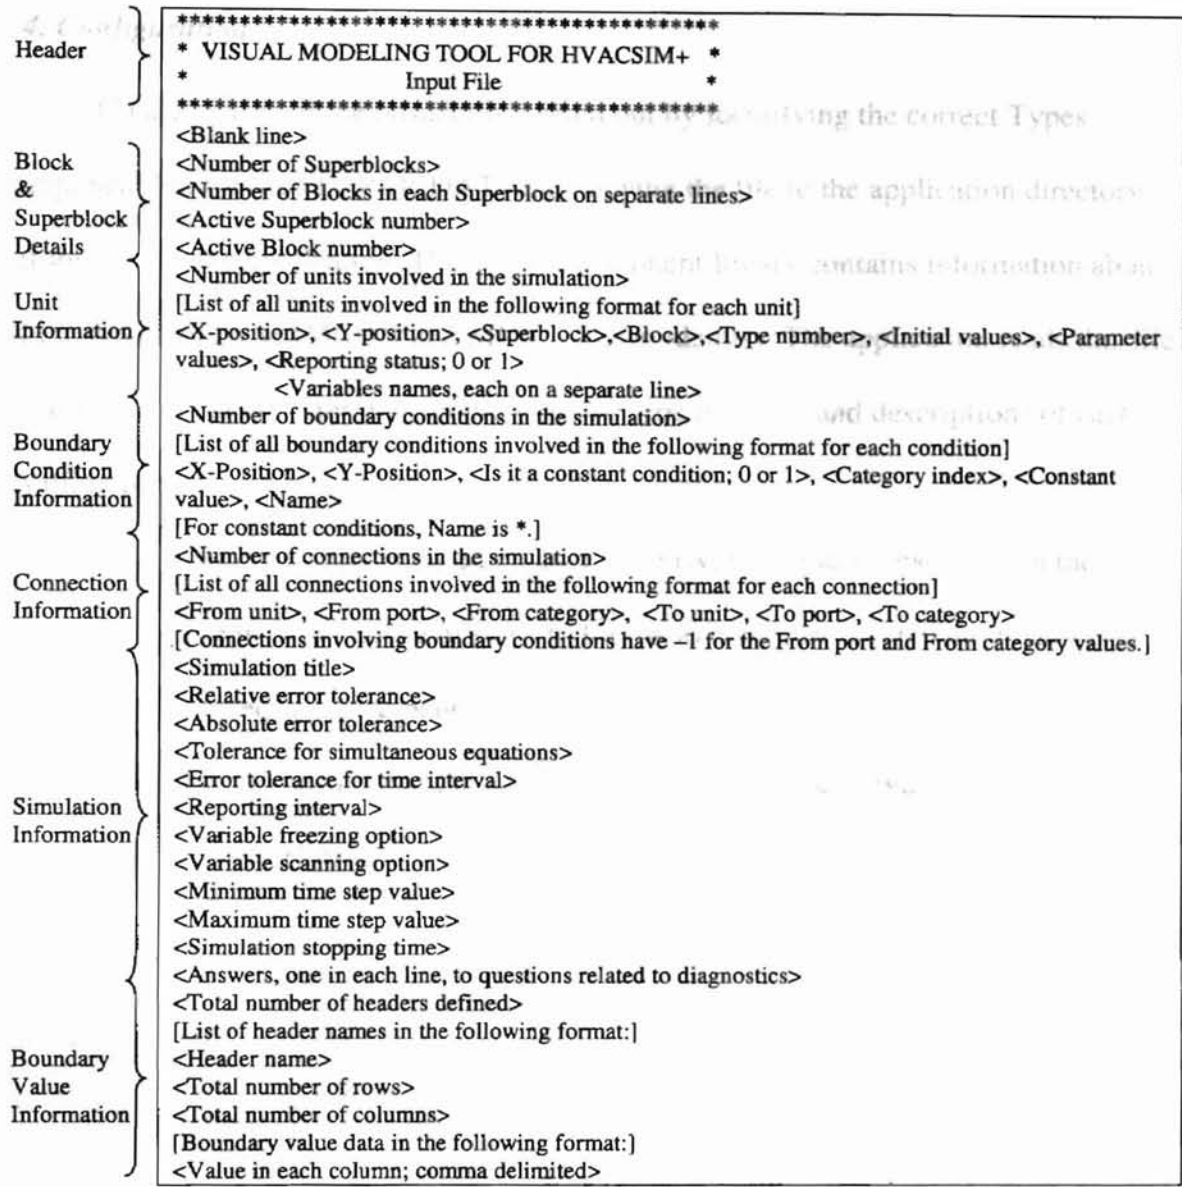 Header
*******************************************
* VISUAL MODELING TOOL FOR HVACSIM+ *
* Input File *
*******************************************
<Blank line>
Block
&
Superblock
Details
<Number of Superblocks>
<Number of Blocks in each Superblock on separate lines>
<Active Superblock number>
<Active Block number>
Unit
Information
<Number of units involved in the simulation>
[List of all units involved in the following format for each unit]
<X-position>, <Y-position>, <Superblock>,<Block>,<Type number>, <Initial values>, <Parameter
values>, <Reporting status; 0 or 1>
<Variables names, each on a separate line>
Boundary
Condition
Information
<Number of boundary conditions in the simulation>
[List of all boundary conditions involved in the following format for each condition]
<X-Position>, <Y-Position>, <Is it a constant condition; 0 or 1>, <Category index>, <Constant
value>, <Name>
[For constant conditions, Name is *.]
Connection
Information
<Number of connections in the simulation>
[List of all connections involved in the following format for each connection]
<From unit>, <From port>, <From category>, <To unit>, <To port>, <To category>
[Connections involving boundary conditions have –1 for the From port and From category values.]
Simulation
Information
<Simulation title>
<Relative error tolerance>
<Absolute error tolerance>
<Tolerance for simultaneous equations>
<Error tolerance for time interval>
<Reporting interval>
<Variable freezing option>
<Variable scanning option>
<Minimum time step value>
<Maximum time step value>
<Simulation stopping time>
<Answers, one in each line, to questions related to diagnostics>
Boundary
Value
Information
<Total number of headers defined>
[List of header names in the following format:]
<Header name>
<Total number of rows>
<Total number of columns>
[Boundary value data in the following format:]
<Value in each column; comma delimited>
the correct Types
the application directory
contains information about
and description